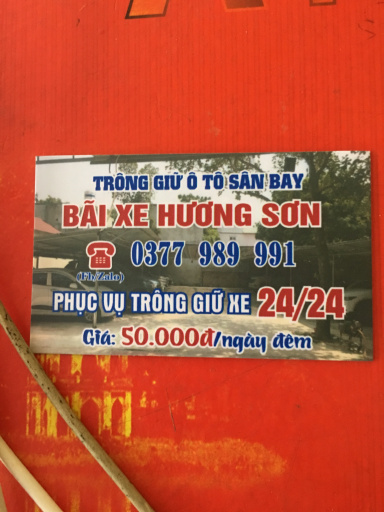 TRÔNG GIỮ Ô TÔ SÂN BAY
BÃI XE HƯƠNG SƠN
0377 989 991
(Fb/Zalo)
PHỤC VỤ TRÔNG GIỮ XE 24/24
Giá: 50.000đ/ngày đêm